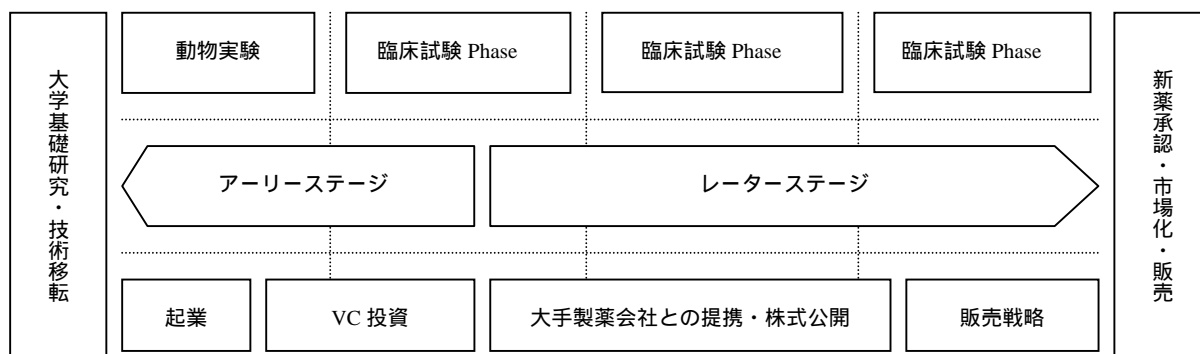 大学基礎研究・技術移転
動物実験
臨床試験 Phase
臨床試験 Phase
臨床試験 Phase
アーリーステージ
レーターステージ
起業
VC 投資
大手製薬会社との提携・株式公開
販売戦略
新薬承認・市場化・販売